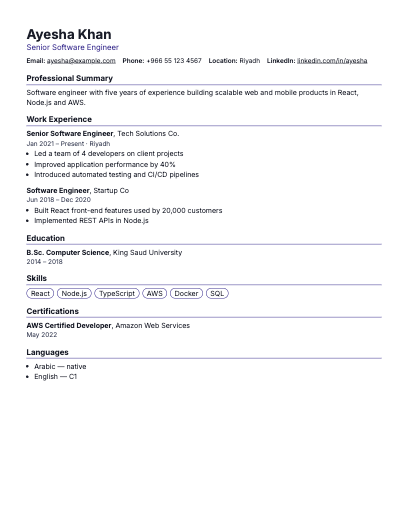 Ayesha Khan
Senior Software Engineer
Email: ayesha@example.com Phone: +966 55 123 4567 Location: Riyadh LinkedIn: linkedin.com/in/ayesha
Professional Summary
Software engineer with five years of experience building scalable web and mobile products in React,
Node.js and AWS.
Work Experience
Senior Software Engineer, Tech Solutions Co.
Jan 2021 – Present · Riyadh
• Led a team of 4 developers on client projects
• Improved application performance by 40%
• Introduced automated testing and CI/CD pipelines
Software Engineer, Startup Co
Jun 2018 – Dec 2020
• Built React front-end features used by 20,000 customers
• Implemented REST APIs in Node.js
Education
B.Sc. Computer Science, King Saud University
2014 – 2018
Skills
React Node.js TypeScript AWS Docker SQL
Certifications
AWS Certified Developer, Amazon Web Services
May 2022
Languages
• Arabic — native
• English — C1